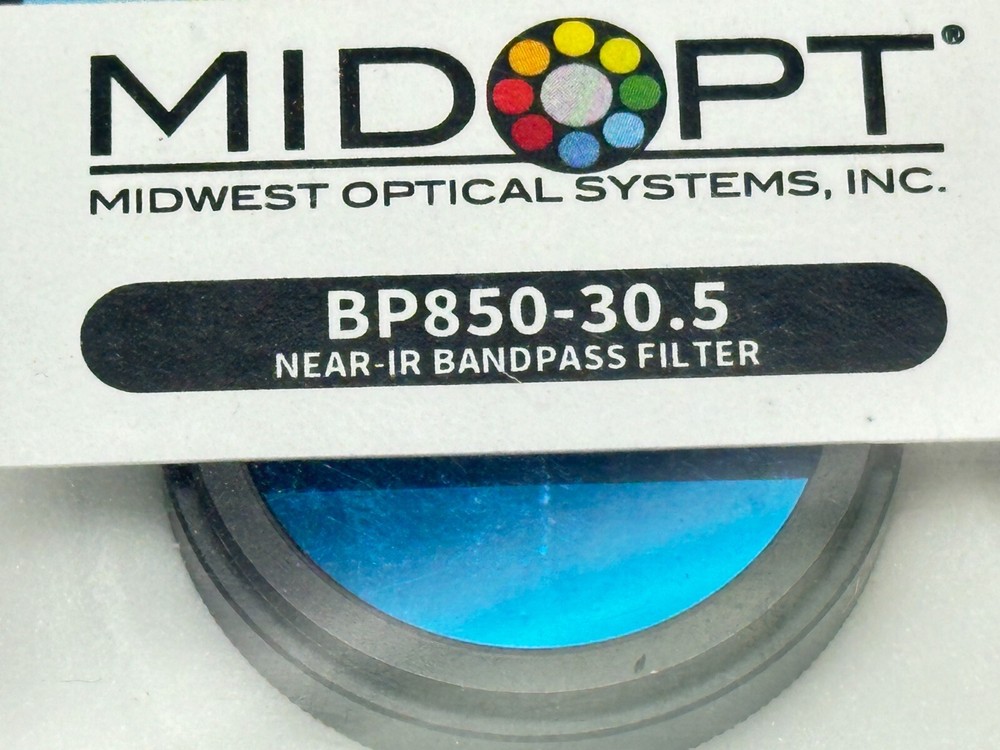 MIDOPT®
MIDWEST OPTICAL SYSTEMS, INC.
BP850-30.5
NEAR-IR BANDPASS FILTER